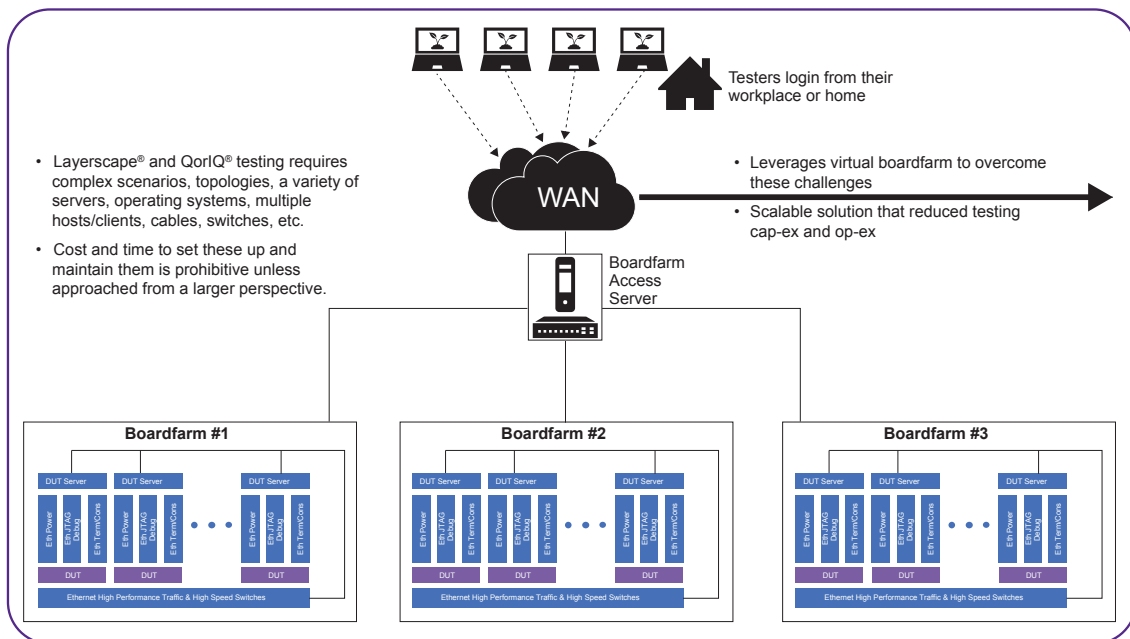 Testers login from their
workplace or home
• Layerscape® and QorIQ® testing requires
complex scenarios, topologies, a variety of
servers, operating systems, multiple
hosts/clients, cables, switches, etc.
• Cost and time to set these up and
maintain them is prohibitive unless
approached from a larger perspective.
WAN
• Leverages virtual boardfarm to overcome
these challenges
• Scalable solution that reduced testing
cap-ex and op-ex
Boardfarm
Access
Server
Boardfarm #1
DUT Server
DUT Server
DUT Server
Eth Power
Eth JTAG
Debug
Eth Term/Cons
Eth Power
Eth JTAG
Debug
Eth Term/Cons
Eth Power
Eth JTAG
Debug
Eth Term/Cons
DUT
DUT
DUT
Ethernet High Performance Traffic & High Speed Switches
Boardfarm #2
DUT Server
DUT Server
DUT Server
Eth Power
Eth JTAG
Debug
Eth Term/Cons
Eth Power
Eth JTAG
Debug
Eth Term/Cons
Eth Power
Eth JTAG
Debug
Eth Term/Cons
DUT
DUT
DUT
Ethernet High Performance Traffic & High Speed Switches
Boardfarm #3
DUT Server
DUT Server
DUT Server
Eth Power
Eth JTAG
Debug
Eth Term/Cons
Eth Power
Eth JTAG
Debug
Eth Term/Cons
Eth Power
Eth JTAG
Debug
Eth Term/Cons
DUT
DUT
DUT
Ethernet High Performance Traffic & High Speed Switches